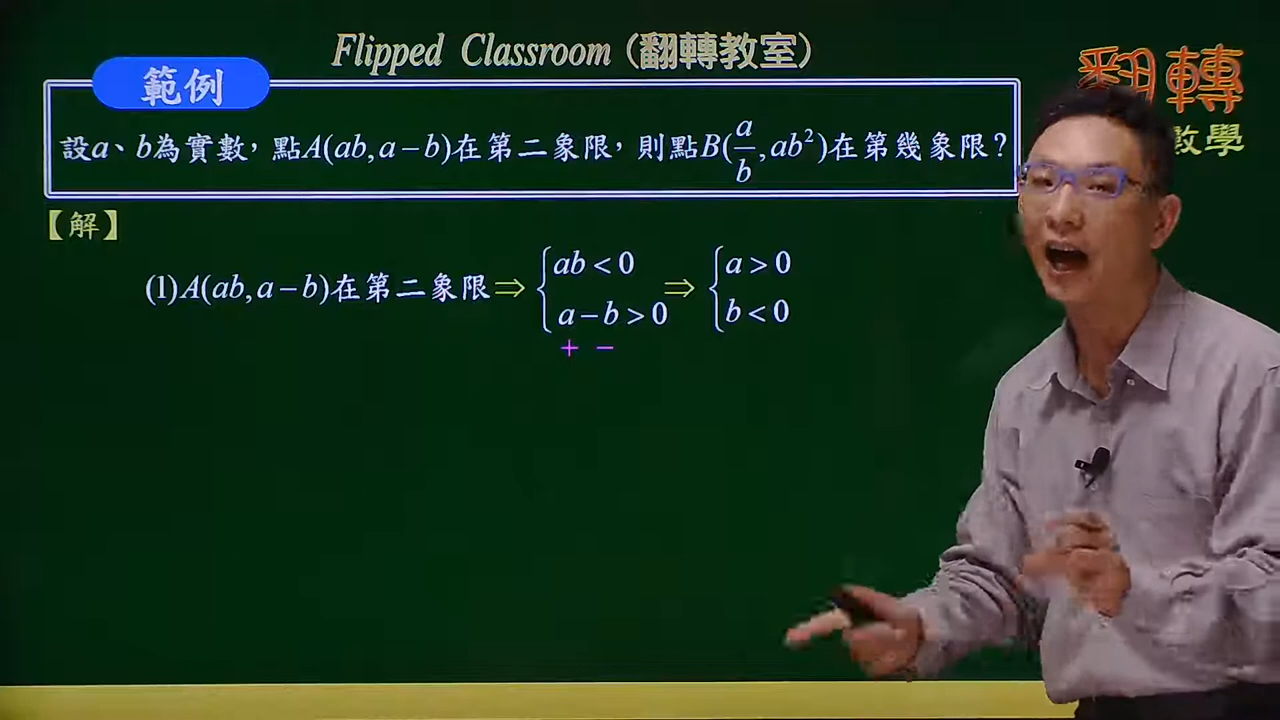 Flipped Classroom (翻轉教室)
翻轉
數學
範例
設a、b為實數，點A(ab, a−b)在第二象限，則點B(a/b, ab²)在第幾象限？
【解】
(1)A(ab, a−b)在第二象限⇒{ab<0 a−b>0 ⇒{a>0 b<0
+ −